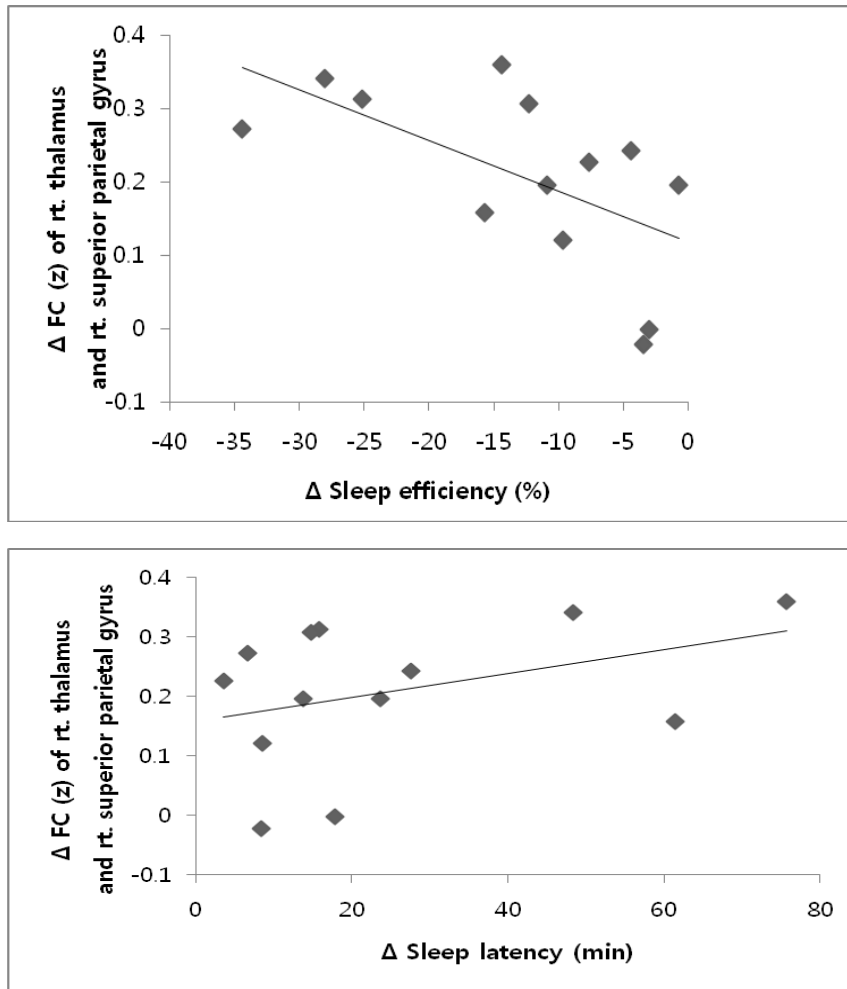 Δ FC (z) of rt. thalamus
and rt. superior parietal gyrus
0.4
0.3
0.2
0.1
0
-0.1
-40 -35 -30 -25 -20 -15 -10 -5 0
Δ Sleep efficiency (%)
Δ FC (z) of rt. thalamus
and rt. superior parietal gyrus
0.4
0.3
0.2
0.1
0
-0.1
0 20 40 60 80
Δ Sleep latency (min)